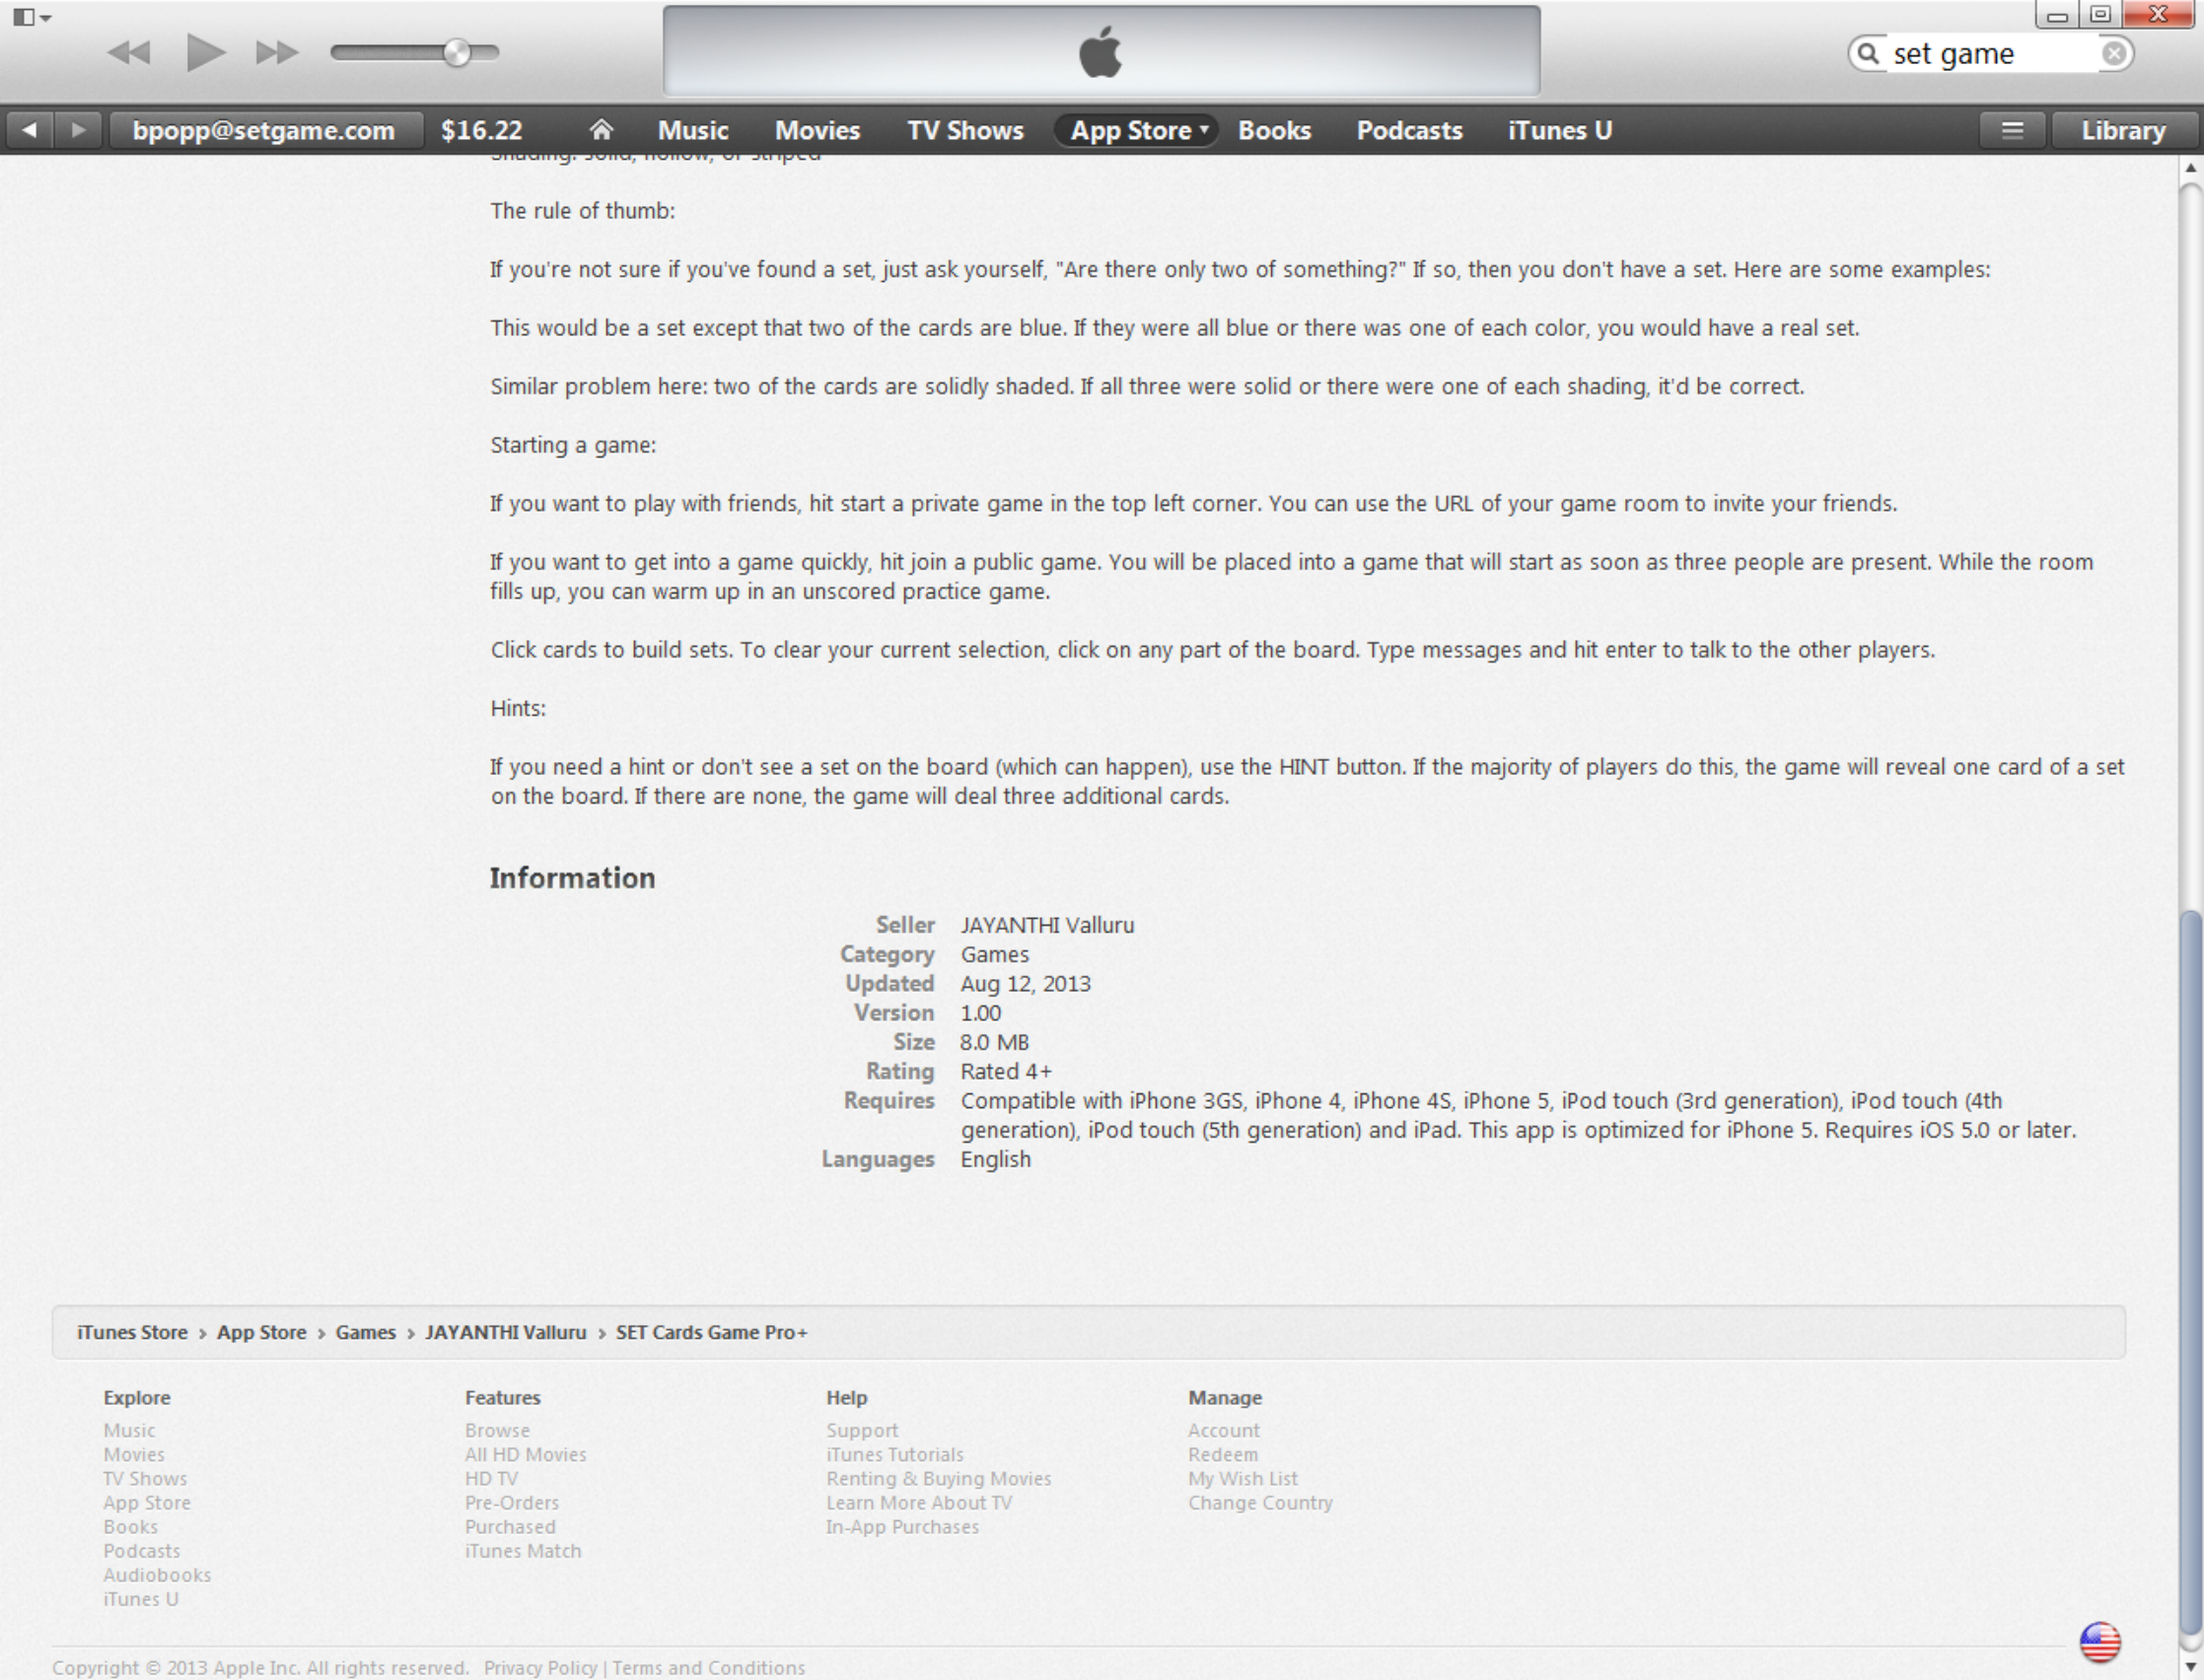 set game
bpopp@setgame.com $16.22 Music Movies TV Shows App Store Books Podcasts iTunes U Library
Shading: solid, hollow, or striped
The rule of thumb:
If you're not sure if you've found a set, just ask yourself, "Are there only two of something?" If so, then you don't have a set. Here are some examples:
This would be a set except that two of the cards are blue. If they were all blue or there was one of each color, you would have a real set.
Similar problem here: two of the cards are solidly shaded. If all three were solid or there were one of each shading, it'd be correct.
Starting a game:
If you want to play with friends, hit start a private game in the top left corner. You can use the URL of your game room to invite your friends.
If you want to get into a game quickly, hit join a public game. You will be placed into a game that will start as soon as three people are present. While the room
fills up, you can warm up in an unscored practice game.
Click cards to build sets. To clear your current selection, click on any part of the board. Type messages and hit enter to talk to the other players.
Hints:
If you need a hint or don't see a set on the board (which can happen), use the HINT button. If the majority of players do this, the game will reveal one card of a set
on the board. If there are none, the game will deal three additional cards.
Information
Seller JAYANTHI Valluru
Category Games
Updated Aug 12, 2013
Version 1.00
Size 8.0 MB
Rating Rated 4+
Requires Compatible with iPhone 3GS, iPhone 4, iPhone 4S, iPhone 5, iPod touch (3rd generation), iPod touch (4th
generation), iPod touch (5th generation) and iPad. This app is optimized for iPhone 5. Requires iOS 5.0 or later.
Languages English
iTunes Store › App Store › Games › JAYANTHI Valluru › SET Cards Game Pro+
Explore
Music
Movies
TV Shows
App Store
Books
Podcasts
Audiobooks
iTunes U
Features
Browse
All HD Movies
HD TV
Pre-Orders
Purchased
iTunes Match
Help
Support
iTunes Tutorials
Renting & Buying Movies
Learn More About TV
In-App Purchases
Manage
Account
Redeem
My Wish List
Change Country
Copyright © 2013 Apple Inc. All rights reserved. Privacy Policy | Terms and Conditions